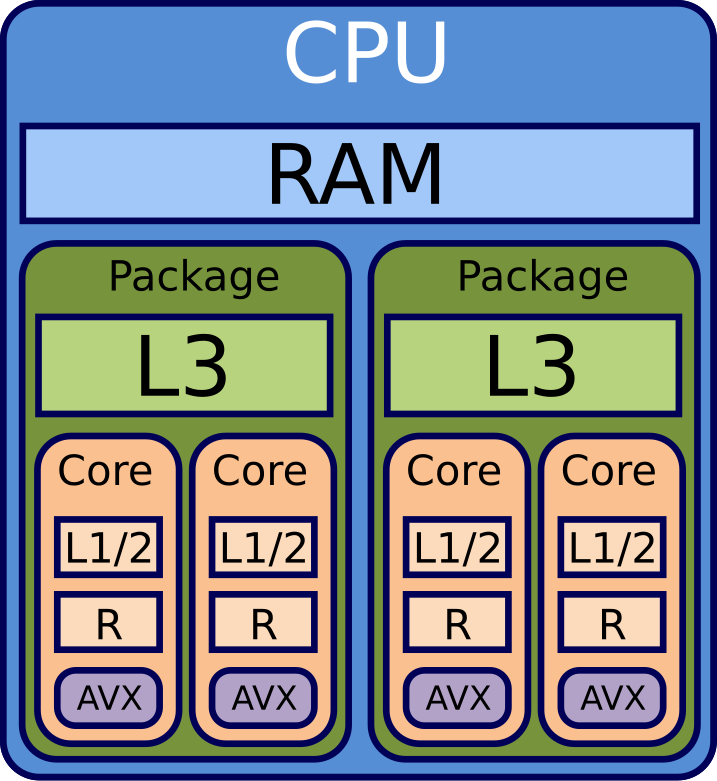 CPU
RAM
Package Package
L3 L3
Core Core Core Core
L1/2 L1/2 L1/2 L1/2
R R R R
AVX AVX AVX AVX